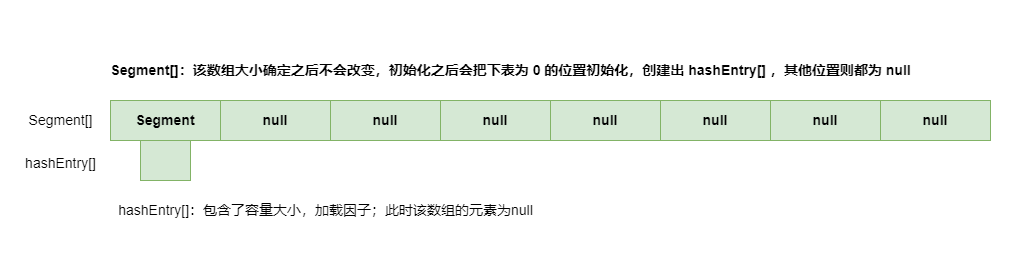 Segment[]：该数组大小确定之后不会改变，初始化之后会把下表为 0 的位置初始化，创建出 hashEntry[] ，其他位置则都为 null
Segment[] Segment null null null null null null null
hashEntry[]
hashEntry[]：包含了容量大小，加载因子；此时该数组的元素为null